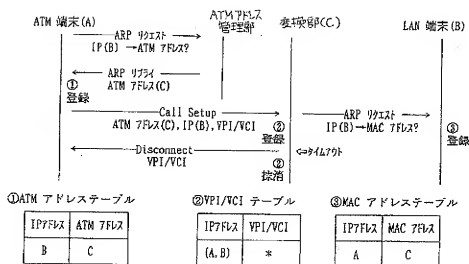 ATM 端末(A)
ATMアドレス
管理部
変換部(C)
LAN 端末(B)
ARP リクエスト
IP(B) →ATM アドレス?
ARP リプライ
ATM アドレス(C)
①
登録
Call Setup
ATM アドレス(C),IP(B),VPI/VCI
②
登録
ARP リクエスト
IP(B)→MAC アドレス?
③
登録
Disconnect
VPI/VCI
②
抹消
⇦タイムアウト
①ATM アドレステーブル
②VPI/VCI テーブル
③MAC アドレステーブル
IPアドレス ATM アドレス
B C
IPアドレス VPI/VCI
(A,B) *
IPアドレス MAC アドレス
A C